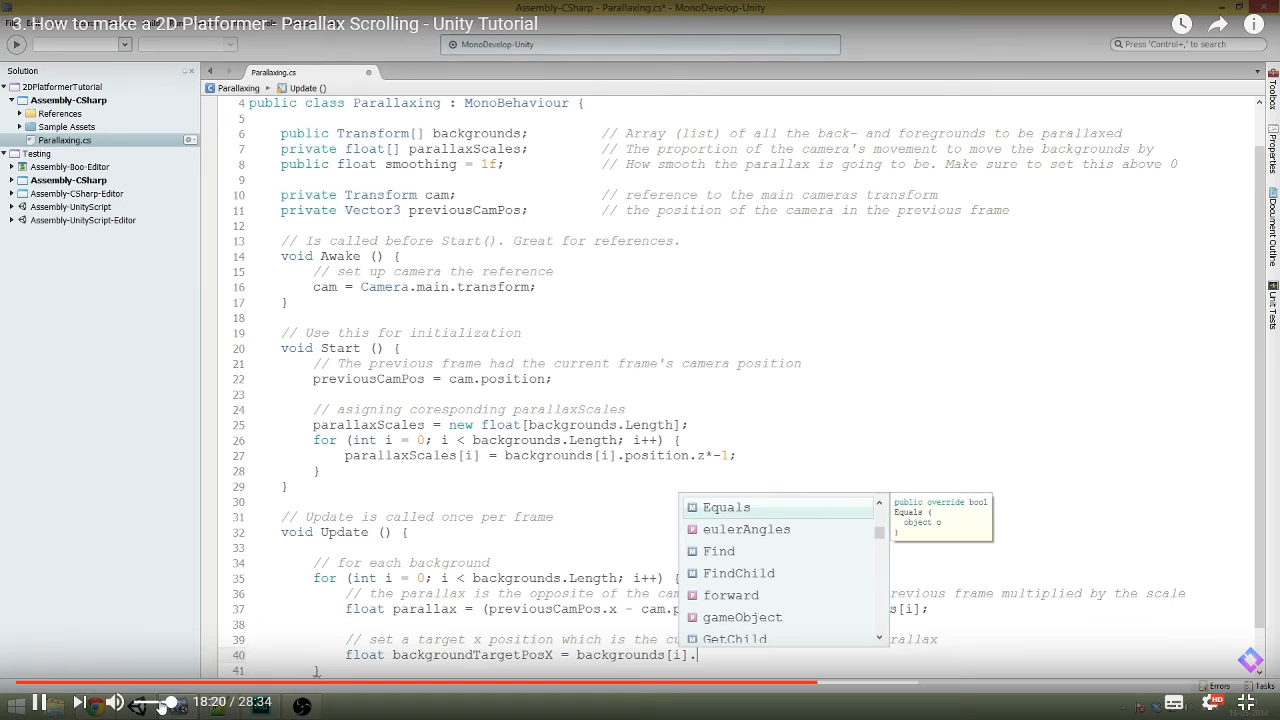 Assembly-CSharp - Parallaxing.cs* - MonoDevelop-Unity
3. How to make a 2D Platformer - Parallax Scrolling - Unity Tutorial
MonoDevelop-Unity
Press 'Control+,' to search
Solution
Parallaxing.cs
2DPlatformerTutorial
Assembly-CSharp
References
Sample Assets
Parallaxing.cs
Testing
Assembly-Boo-Editor
Assembly-CSharp
Assembly-CSharp-Editor
Assembly-UnityScript
Assembly-UnityScript-Editor
Parallaxing
Update ()
4 public class Parallaxing : MonoBehaviour {
5
6 public Transform[] backgrounds; // Array (list) of all the back- and foregrounds to be parallaxed
7 private float[] parallaxScales; // The proportion of the camera's movement to move the backgrounds by
8 public float smoothing = 1f; // How smooth the parallax is going to be. Make sure to set this above 0
9
10 private Transform cam; // reference to the main cameras transform
11 private Vector3 previousCamPos; // the position of the camera in the previous frame
12
13 // Is called before Start(). Great for references.
14 void Awake () {
15 // set up camera the reference
16 cam = Camera.main.transform;
17 }
18
19 // Use this for initialization
20 void Start () {
21 // The previous frame had the current frame's camera position
22 previousCamPos = cam.position;
23
24 // asigning coresponding parallaxScales
25 parallaxScales = new float[backgrounds.Length];
26 for (int i = 0; i < backgrounds.Length; i++) {
27 parallaxScales[i] = backgrounds[i].position.z*-1;
28 }
29 }
30
31 // Update is called once per frame
32 void Update () {
33
34 // for each background
35 for (int i = 0; i < backgrounds.Length; i++) {
36 // the parallax is the opposite of the ca evious frame multiplied by the scale
37 float parallax = (previousCamPos.x - cam.p s[i];
38
39 // set a target x position which is the cu allax
40 float backgroundTargetPosX = backgrounds[i].
41 }
Equals
eulerAngles
Find
FindChild
forward
gameObject
GetChild
public override bool
Equals (
object o
)
Toolbox
Properties
Document Outline
Unit Tests
Errors
Tasks
18:20 / 28:34
HD
16-05-2014